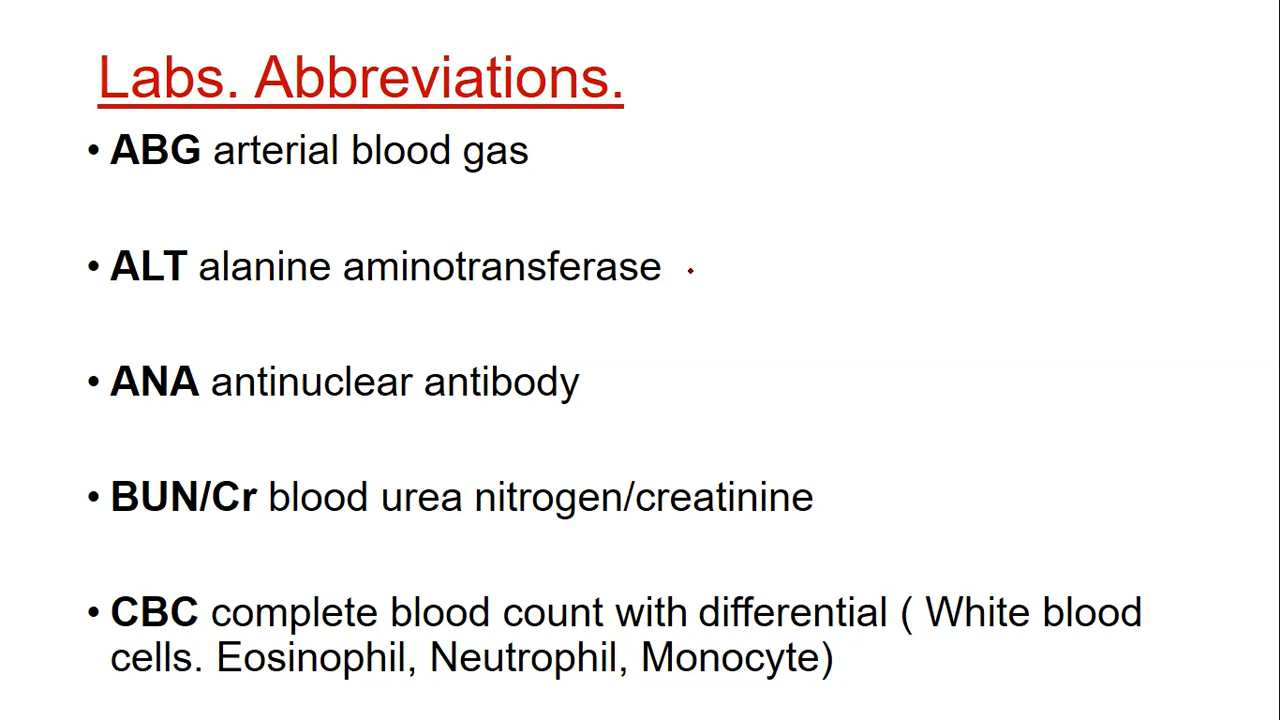 Labs. Abbreviations.
• ABG arterial blood gas
• ALT alanine aminotransferase
• ANA antinuclear antibody
• BUN/Cr blood urea nitrogen/creatinine
• CBC complete blood count with differential ( White blood
cells. Eosinophil, Neutrophil, Monocyte)